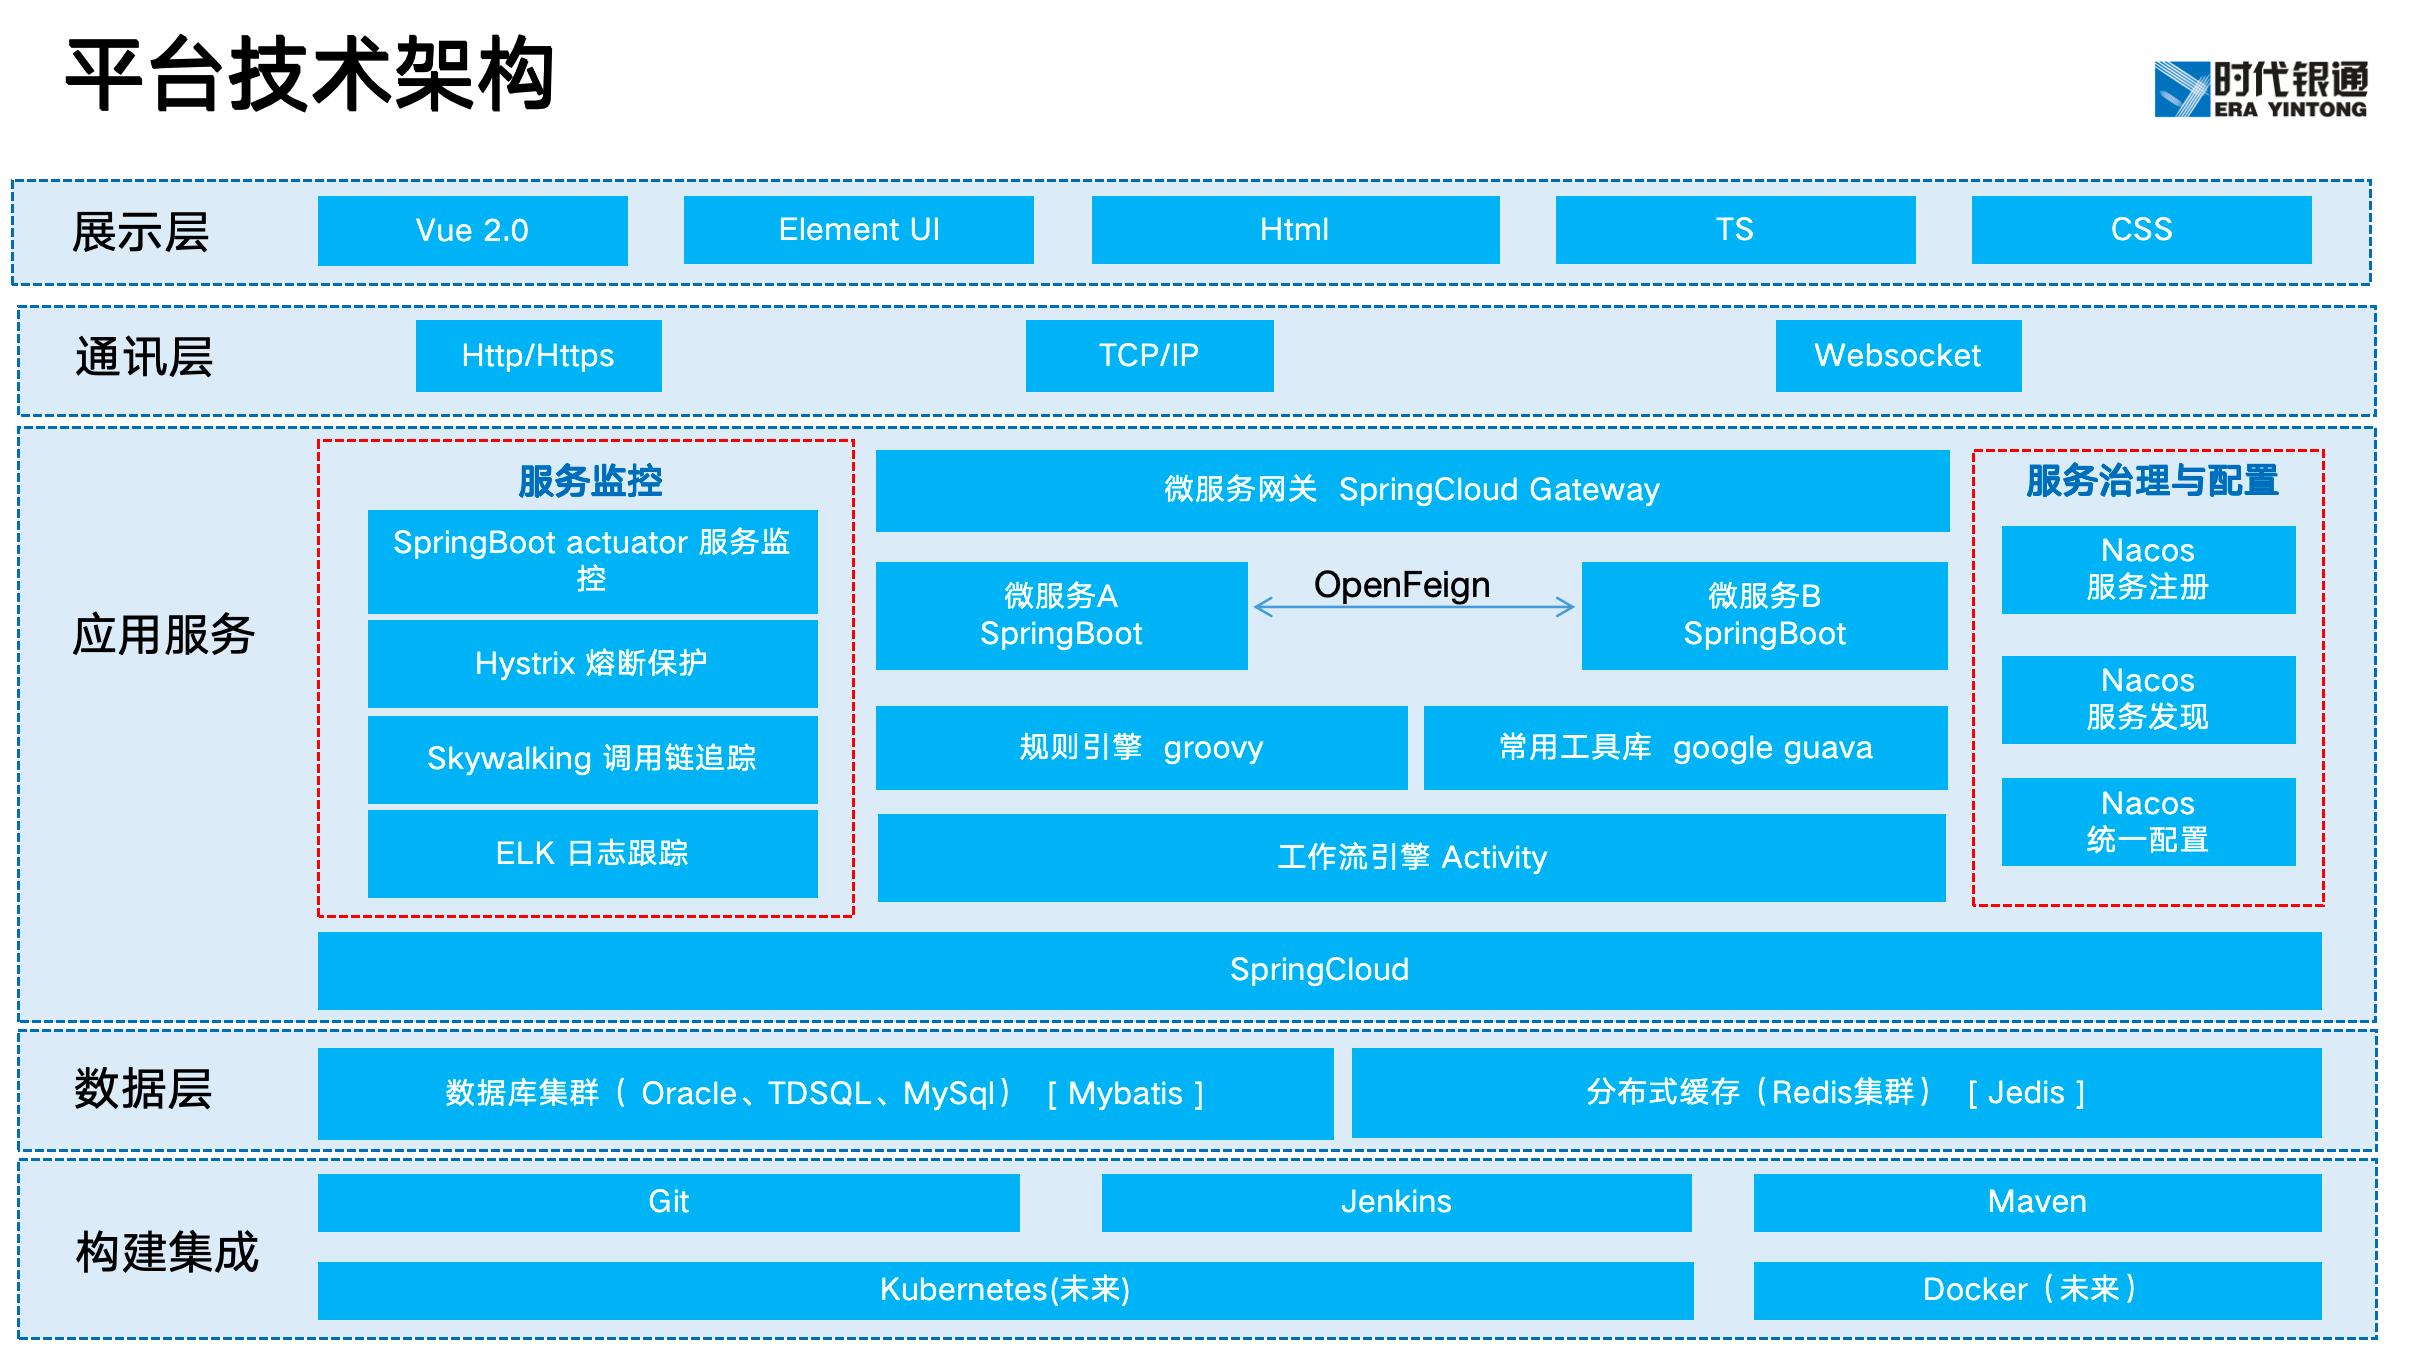 平台技术架构
时代银通
ERA YINTONG
展示层
Vue 2.0
Element UI
Html
TS
CSS
通讯层
Http/Https
TCP/IP
Websocket
应用服务
服务监控
SpringBoot actuator 服务监
控
Hystrix 熔断保护
Skywalking 调用链追踪
ELK 日志跟踪
微服务网关 SpringCloud Gateway
微服务A
SpringBoot
OpenFeign
微服务B
SpringBoot
规则引擎 groovy
常用工具库 google guava
工作流引擎 Activity
服务治理与配置
Nacos
服务注册
Nacos
服务发现
Nacos
统一配置
SpringCloud
数据层
数据库集群（ Oracle、TDSQL、MySql） [ Mybatis ]
分布式缓存（Redis集群） [ Jedis ]
构建集成
Git
Jenkins
Maven
Kubernetes(未来)
Docker（未来）